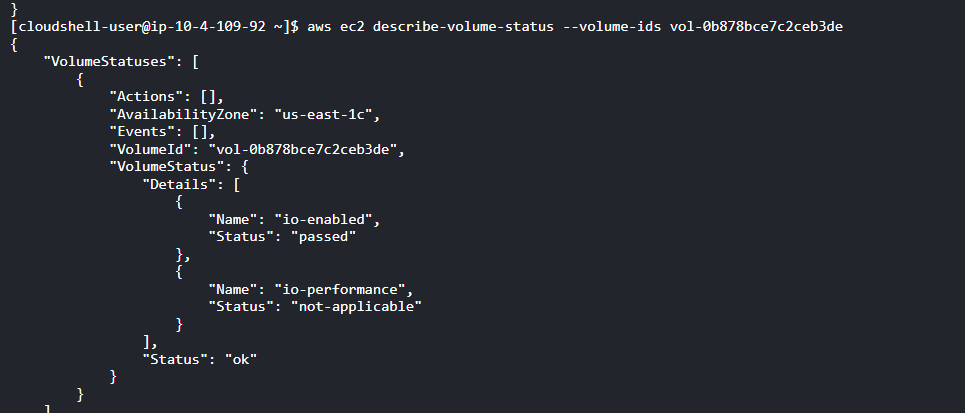 }
[cloudshell-user@ip-10-4-109-92 ~]$ aws ec2 describe-volume-status --volume-ids vol-0b878bce7c2ceb3de
{
    "VolumeStatuses": [
        {
            "Actions": [],
            "AvailabilityZone": "us-east-1c",
            "Events": [],
            "VolumeId": "vol-0b878bce7c2ceb3de",
            "VolumeStatus": {
                "Details": [
                    {
                        "Name": "io-enabled",
                        "Status": "passed"
                    },
                    {
                        "Name": "io-performance",
                        "Status": "not-applicable"
                    }
                ],
                "Status": "ok"
            }
        }
    ]